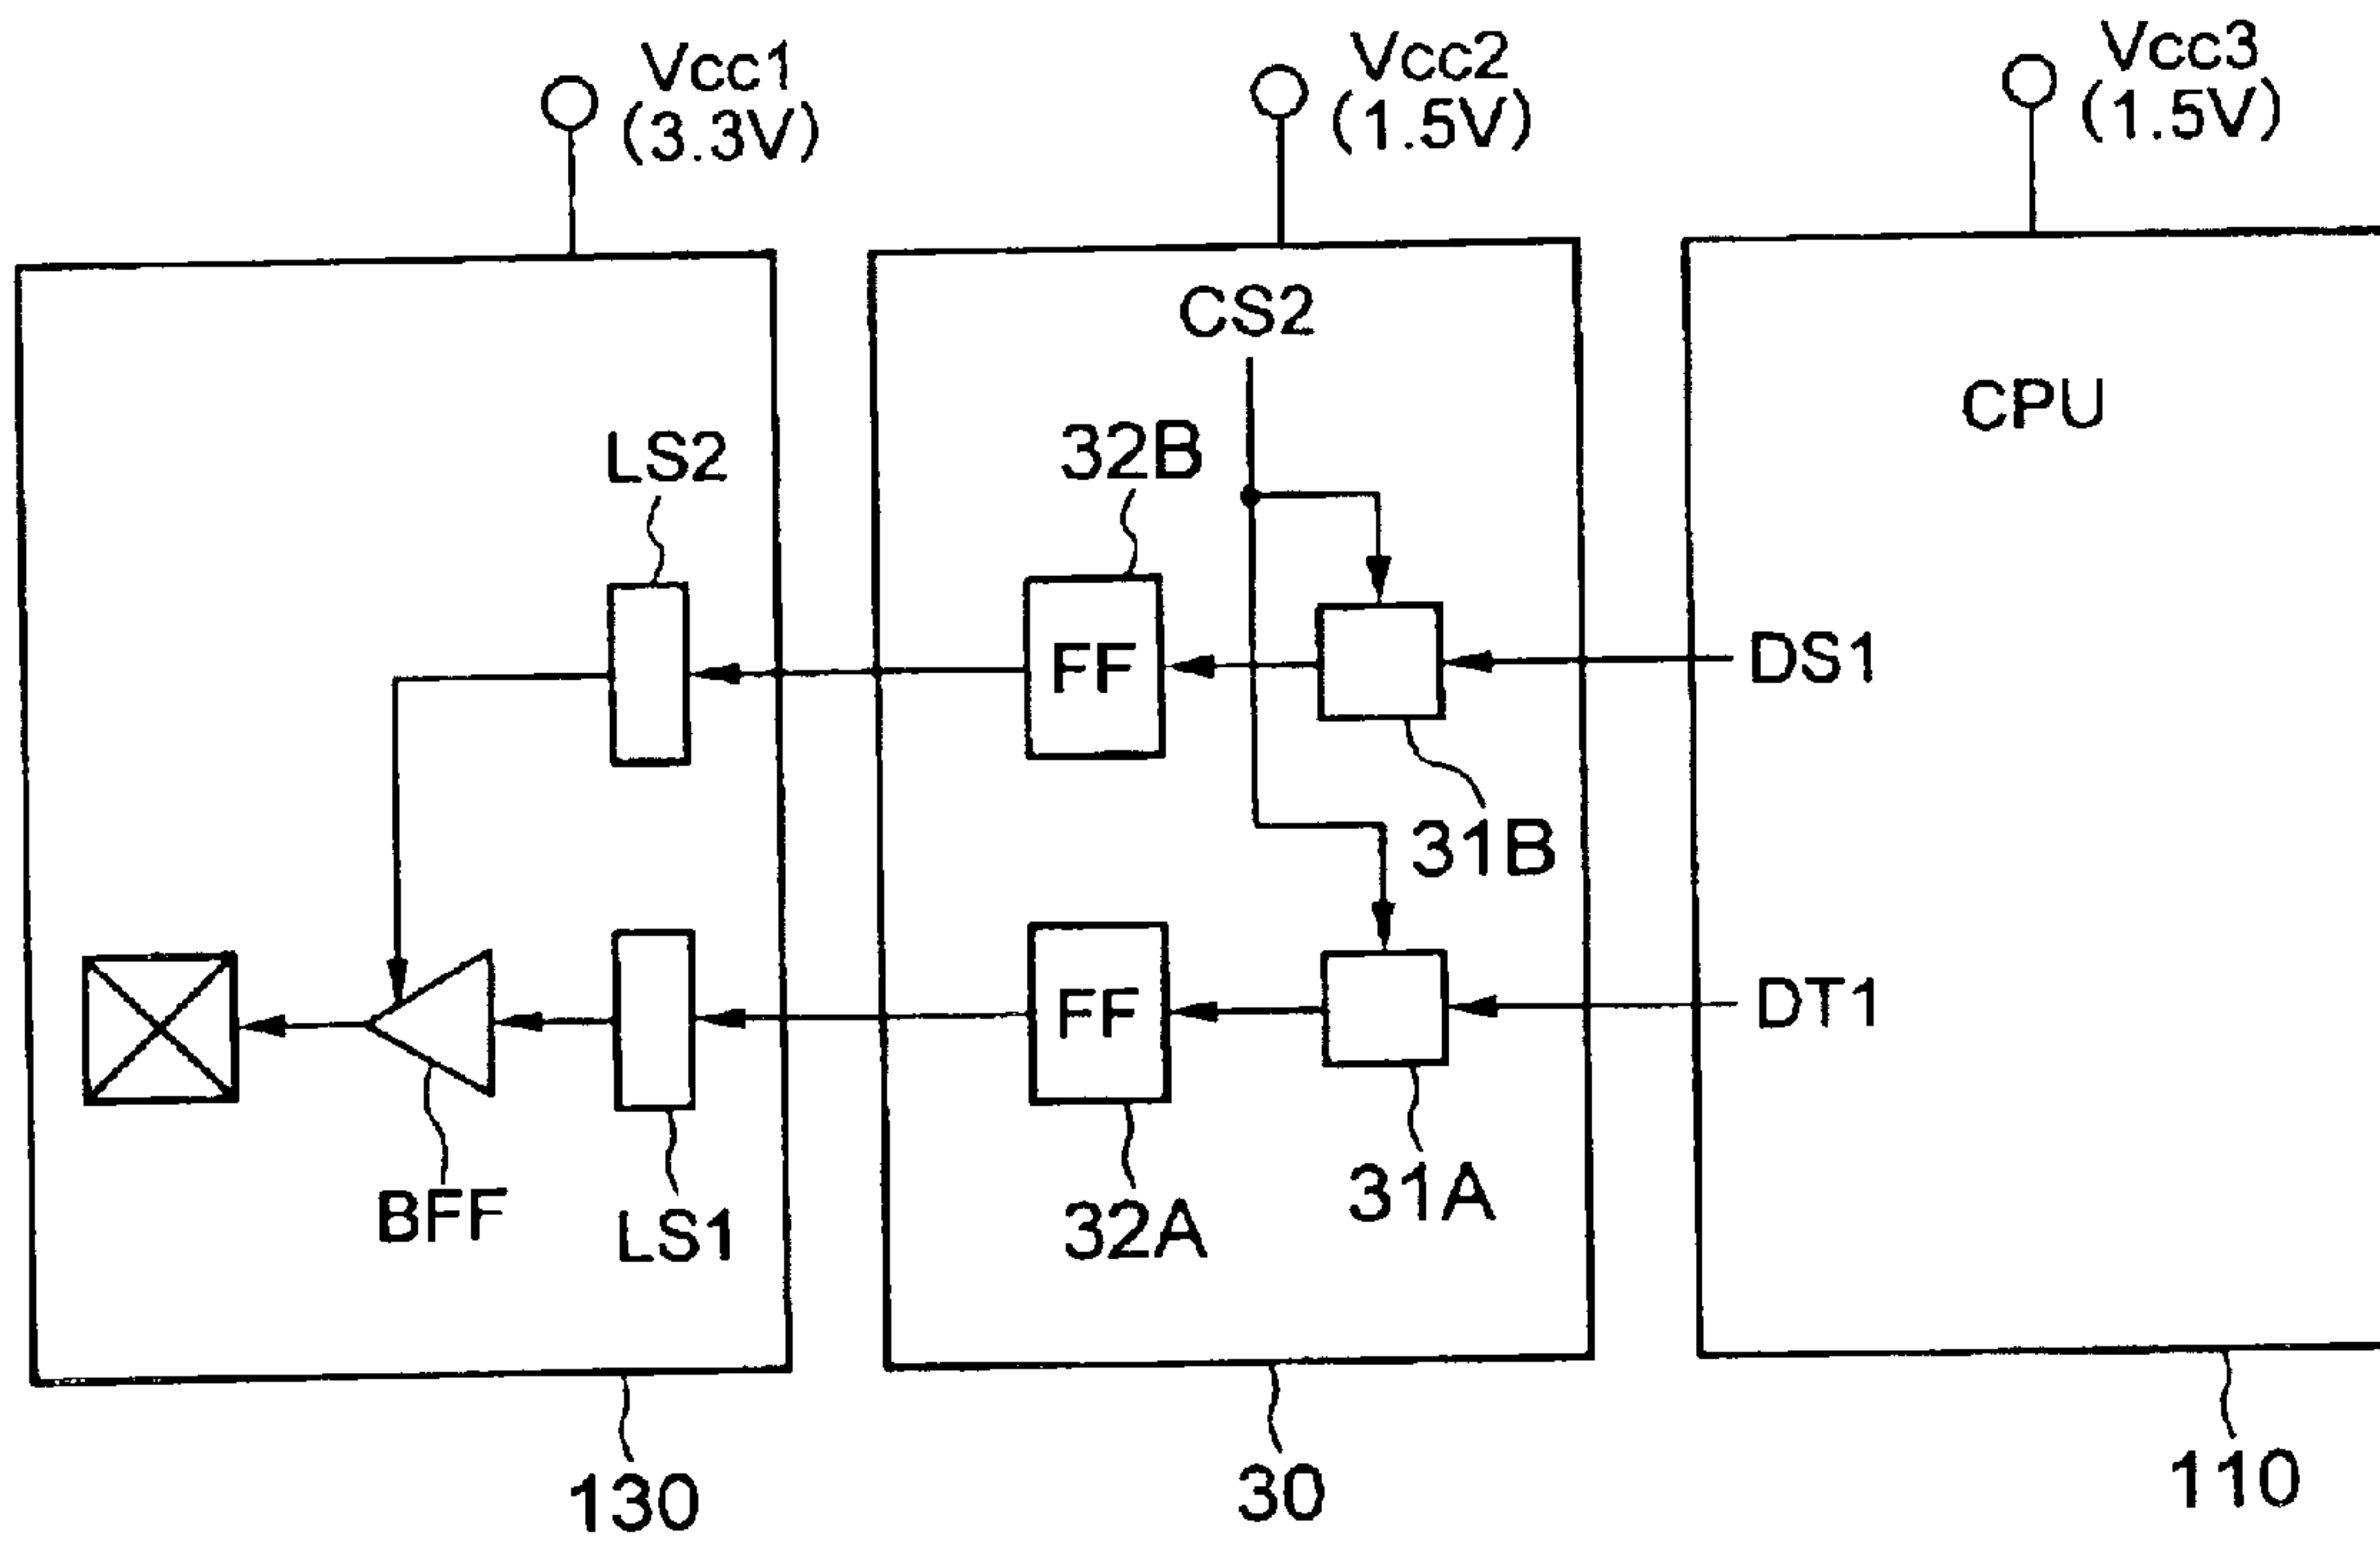 Vcc1
(3.3V)
Vcc2
(1.5V)
Vcc3
(1.5V)
CS2
CPU
LS2
32B
FF
DS1
31B
FF
DT1
BFF
LS1
32A
31A
130
30
110